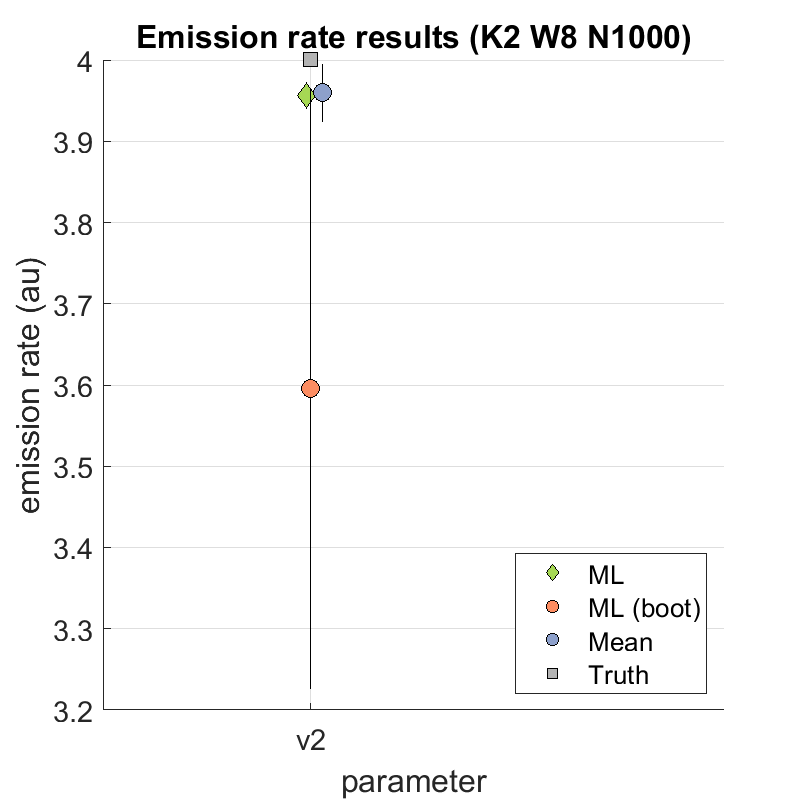 Emission rate results (K2 W8 N1000)
4
3.9
3.8
3.7
3.6
3.5
3.4
3.3
3.2
emission rate (au)
ML
ML (boot)
Mean
Truth
v2
parameter